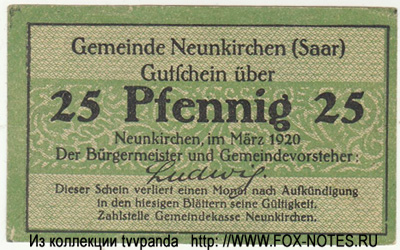 Gemeinde Neunkirchen (Saar)
Gutschein über
25 Pfennig 25
Neunkirchen, im März 1920
Der Bürgermeister und Gemeindevorsteher:
Ludwig.
Dieser Schein verliert einen Monat nach Aufkündigung
in den hiesigen Blättern seine Gültigkeit.
Zahlstelle Gemeindekasse Neunkirchen.
Из коллекции tvvpanda http://www.FOX-NOTES.RU